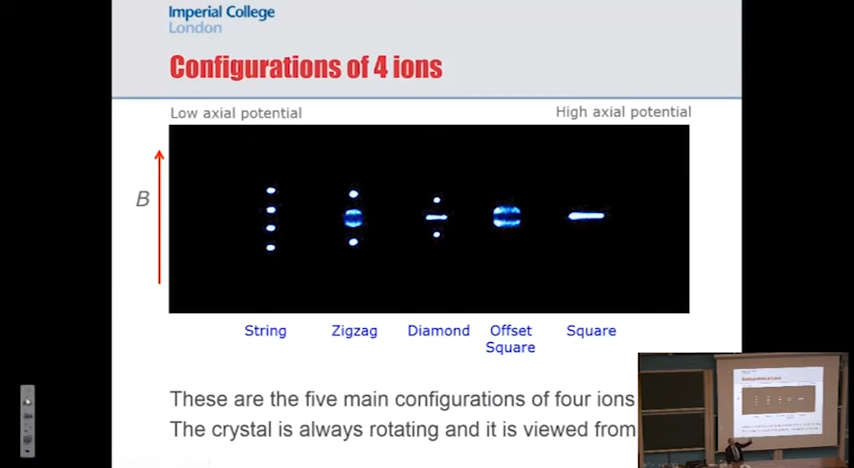 Imperial College
London
Configurations of 4 ions
Low axial potential
High axial potential
B
String
Zigzag
Diamond
Offset
Square
Square
These are the five main configurations of four ions
The crystal is always rotating and it is viewed from